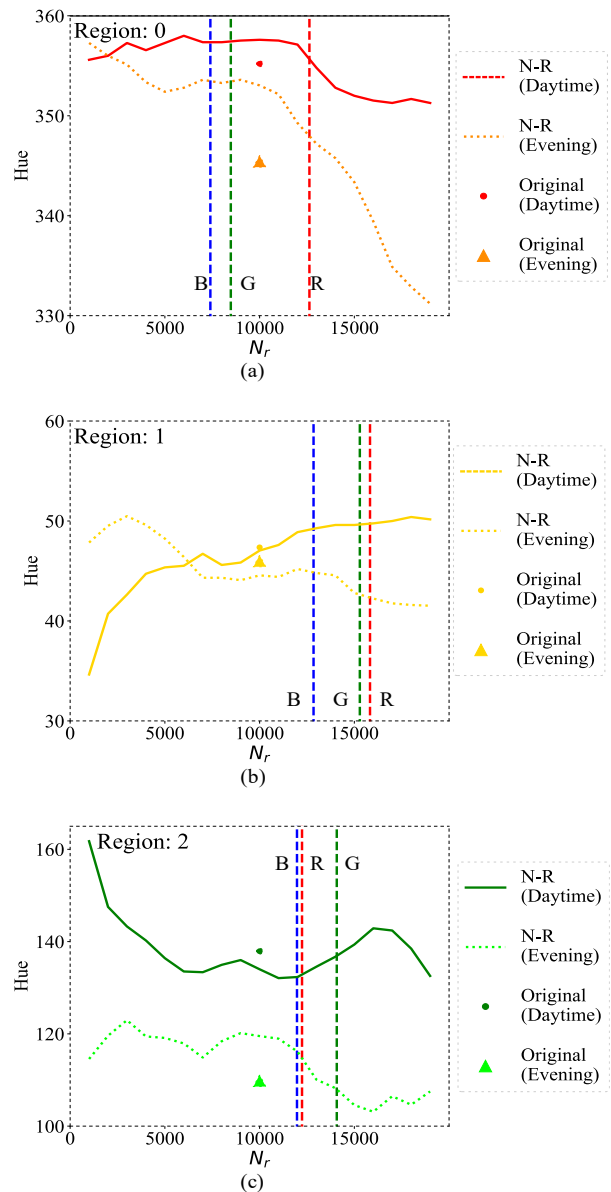 360
Region: 0
350
340
330
Hue
B
G
R
0
5000
10000
15000
N_r
(a)
N-R
(Daytime)
N-R
(Evening)
Original
(Daytime)
Original
(Evening)
60
Region: 1
50
40
30
Hue
B
G
R
0
5000
10000
15000
N_r
(b)
N-R
(Daytime)
N-R
(Evening)
Original
(Daytime)
Original
(Evening)
Region: 2
160
140
120
100
Hue
B
R
G
0
5000
10000
15000
N_r
(c)
N-R
(Daytime)
N-R
(Evening)
Original
(Daytime)
Original
(Evening)